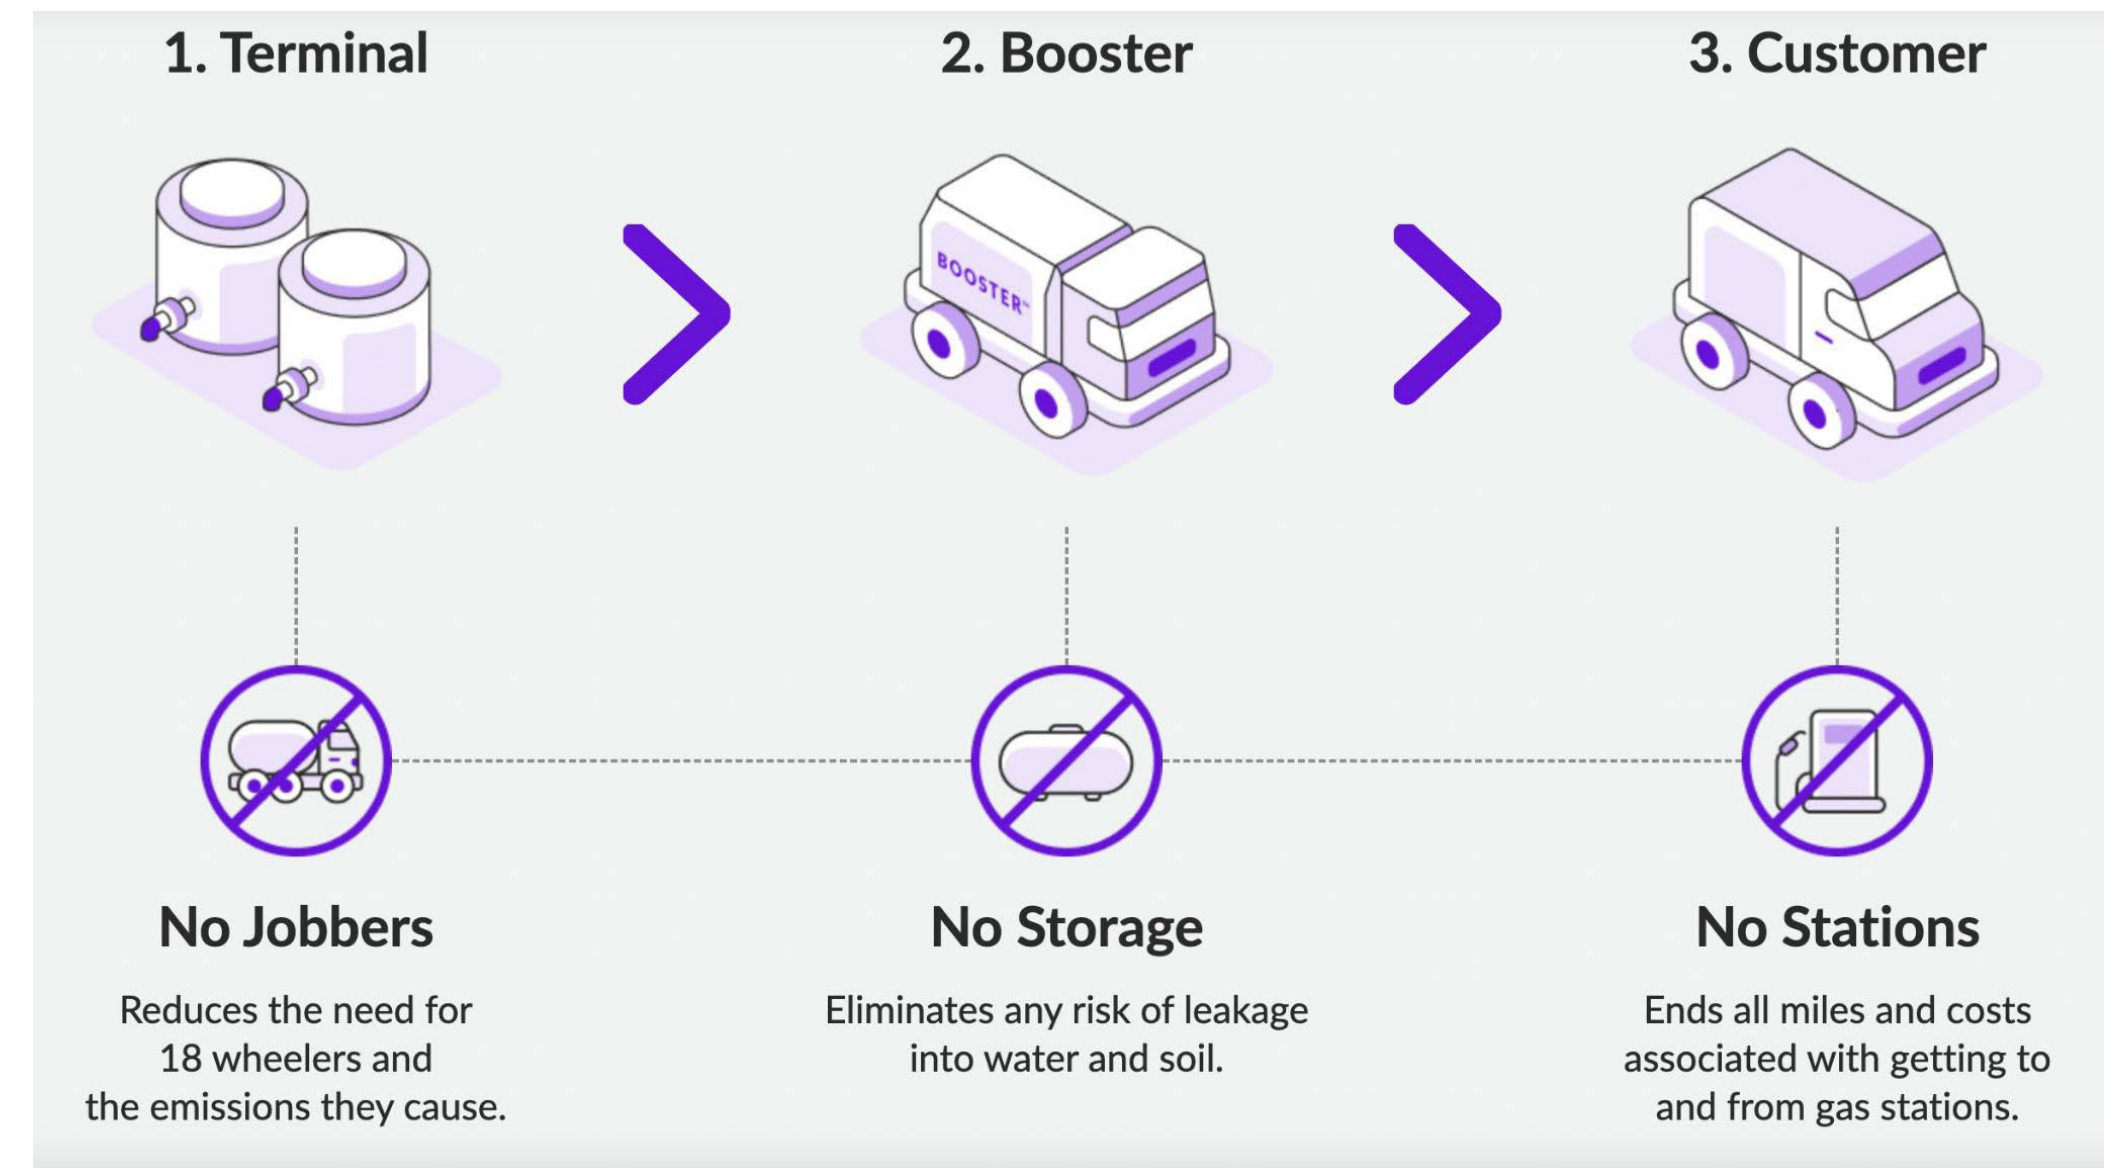 1. Terminal
2. Booster
3. Customer
BOOSTER™
No Jobbers
Reduces the need for
18 wheelers and
the emissions they cause.
No Storage
Eliminates any risk of leakage
into water and soil.
No Stations
Ends all miles and costs
associated with getting to
and from gas stations.